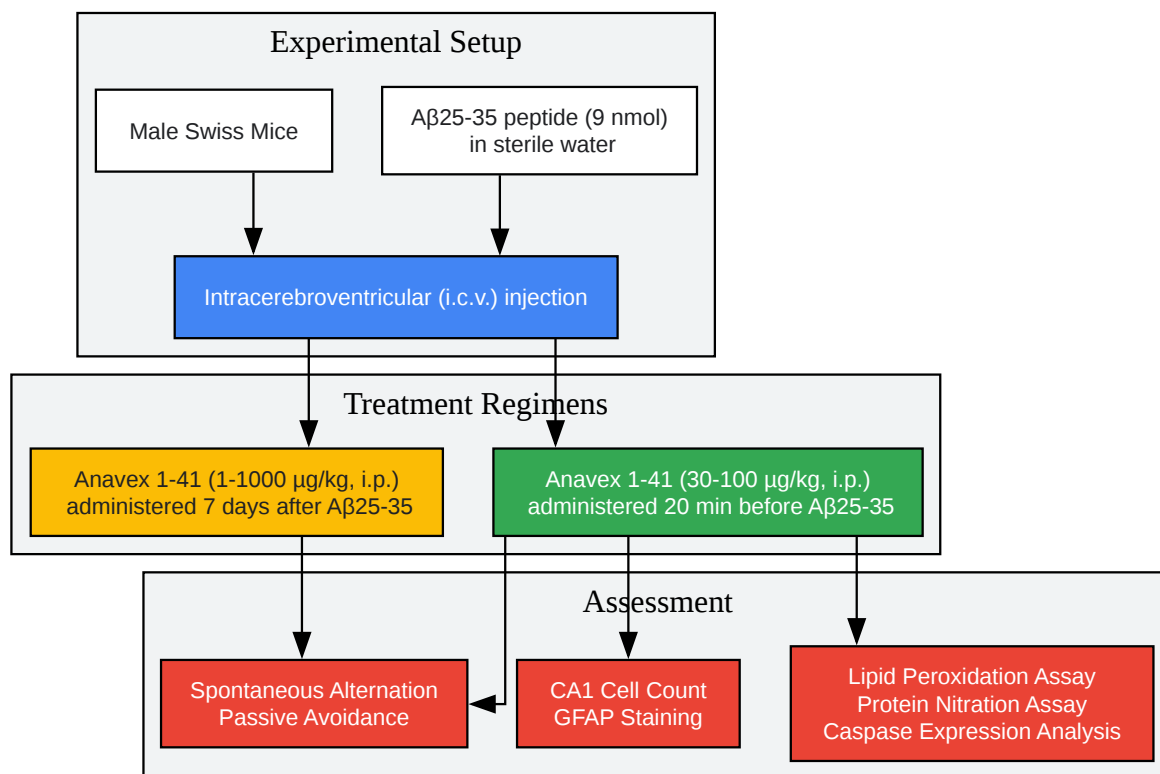 Experimental Setup
Male Swiss Mice
Aβ25-35 peptide (9 nmol)
in sterile water
Intracerebroventricular (i.c.v.) injection
Treatment Regimens
Anavex 1-41 (1-1000 µg/kg, i.p.)
administered 7 days after Aβ25-35
Anavex 1-41 (30-100 µg/kg, i.p.)
administered 20 min before Aβ25-35
Assessment
Spontaneous Alternation
Passive Avoidance
CA1 Cell Count
GFAP Staining
Lipid Peroxidation Assay
Protein Nitration Assay
Caspase Expression Analysis